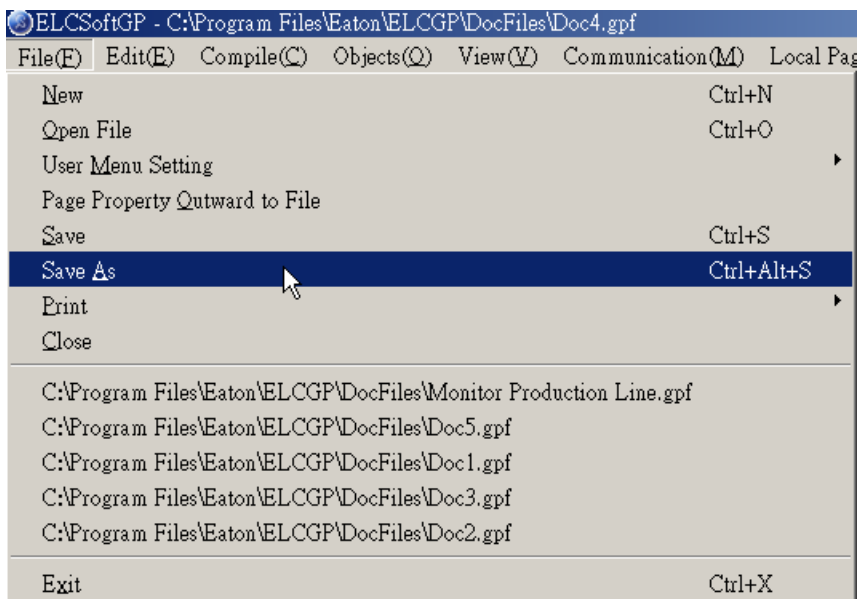 ELCSoftGP - C:\Program Files\Eaton\ELCGP\DocFiles\Doc4.gpf
File(F) Edit(E) Compile(C) Objects(O) View(V) Communication(M) Local Pag
New Ctrl+N
Open File Ctrl+O
User Menu Setting
Page Property Outward to File
Save Ctrl+S
Save As Ctrl+Alt+S
Print
Close
C:\Program Files\Eaton\ELCGP\DocFiles\Monitor Production Line.gpf
C:\Program Files\Eaton\ELCGP\DocFiles\Doc5.gpf
C:\Program Files\Eaton\ELCGP\DocFiles\Doc1.gpf
C:\Program Files\Eaton\ELCGP\DocFiles\Doc3.gpf
C:\Program Files\Eaton\ELCGP\DocFiles\Doc2.gpf
Exit Ctrl+X